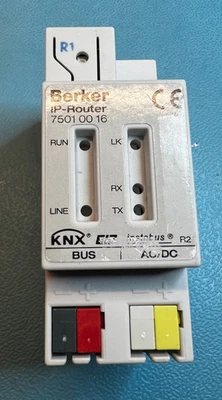 R1
Berker
IP-Router
7501 00 16
CE
RUN LK
RX
LINE TX
KNX® EIB instabus® R2
BUS AC/DC
- + - +